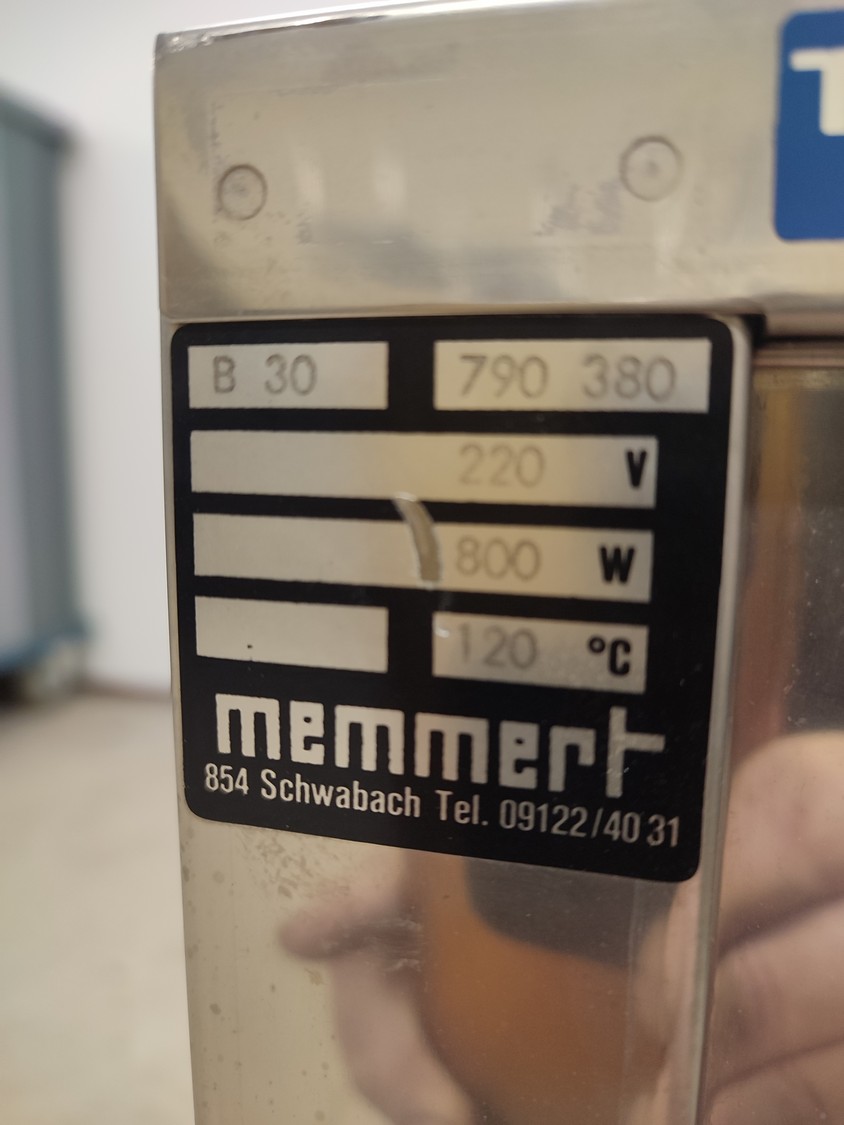 B 30 790 380
220 V
800 W
120 °C
memmert
854 Schwabach Tel. 09122/40 31